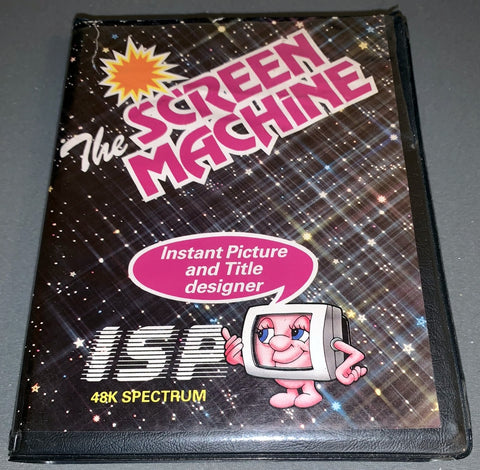 The
SCREEN
MACHINE
Instant Picture
and Title
designer
ISP
48K SPECTRUM